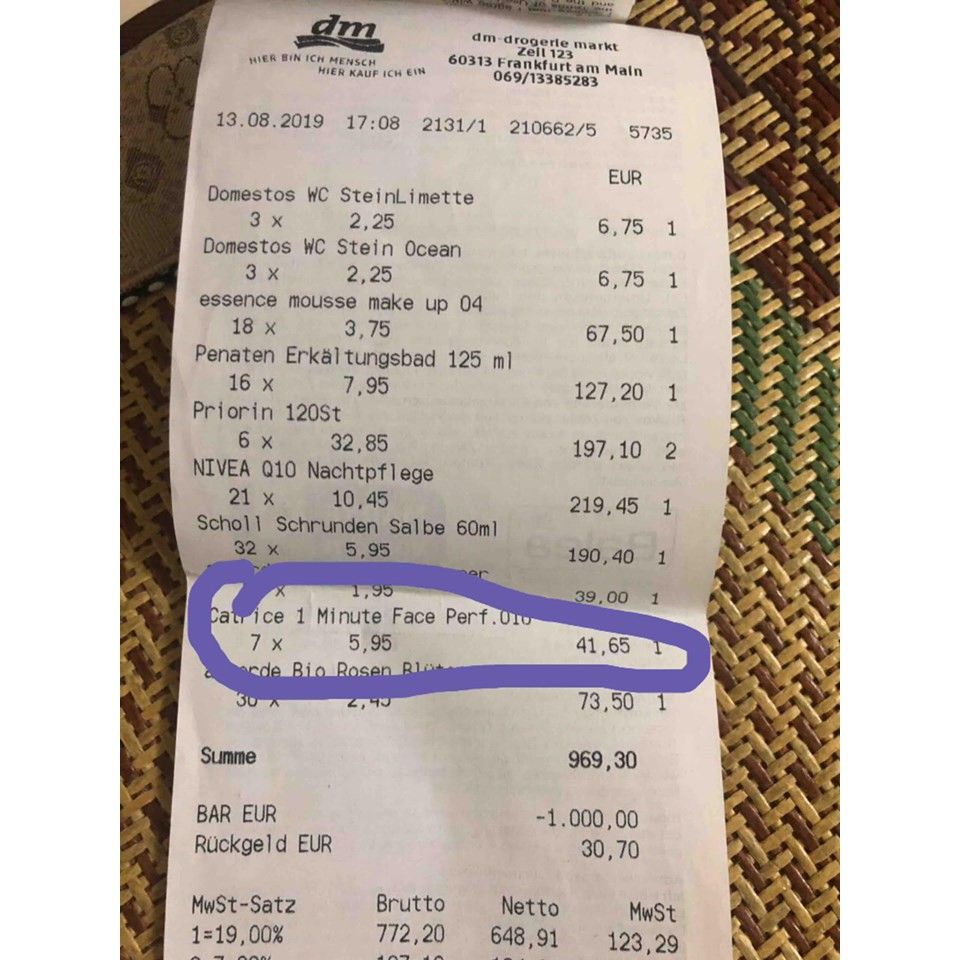 dm
HIER BIN ICH MENSCH
HIER KAUF ICH EIN
dm-drogerie markt
Zeil 123
60313 Frankfurt am Main
069/13385283
13.08.2019 17:08 2131/1 210662/5 5735
EUR
Domestos WC SteinLimette
3 x 2,25 6,75 1
Domestos WC Stein Ocean
3 x 2,25 6,75 1
essence mousse make up 04
18 x 3,75 67,50 1
Penaten Erkältungsbad 125 ml
16 x 7,95 127,20 1
Priorin 120St
6 x 32,85 197,10 2
NIVEA Q10 Nachtpflege
21 x 10,45 219,45 1
Scholl Schrunden Salbe 60ml
32 x 5,95 190,40 1
x 1,95 39,00 1
Catrice 1 Minute Face Perf.010
7 x 5,95 41,65 1
Bio Rosen
30 x 2,45 73,50 1
Summe 969,30
BAR EUR -1.000,00
Rückgeld EUR 30,70
MwSt-Satz Brutto Netto MwSt
1=19,00% 772,20 648,91 123,29